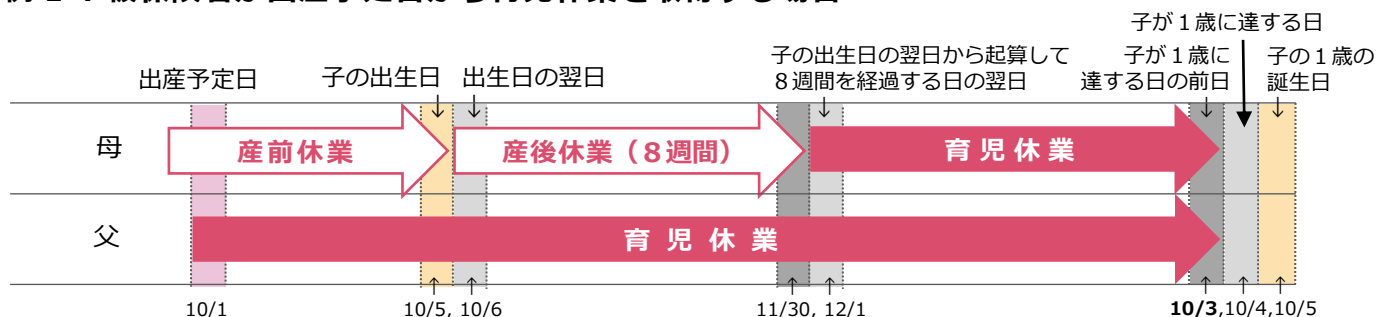 子が１歳に達する日
出産予定日
子の出生日
出生日の翌日
子の出生日の翌日から起算して
８週間を経過する日の翌日
子が１歳に
達する日の前日
子の１歳の
誕生日
母
産前休業
産後休業（８週間）
育児休業
父
育児休業
10/1
10/5, 10/6
11/30, 12/1
10/3,10/4,10/5